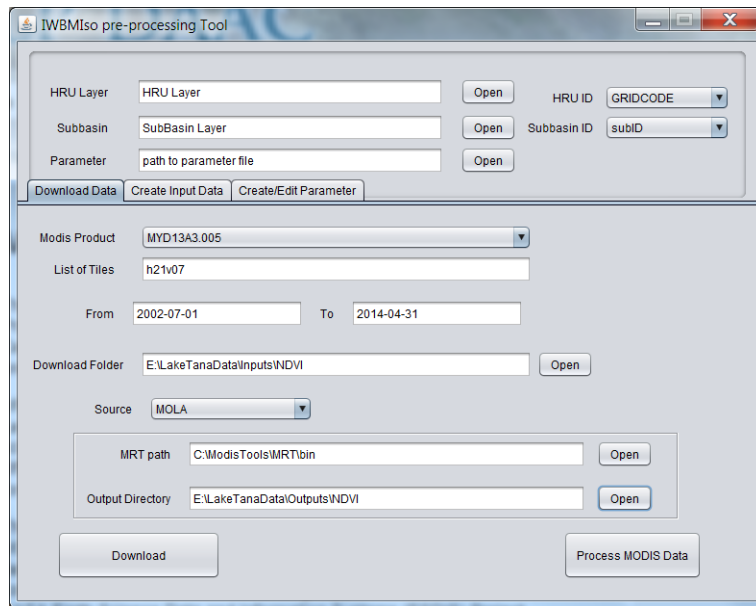 IWBMIso pre-processing Tool
HRU Layer HRU Layer Open HRU ID GRIDCODE
Subbasin SubBasin Layer Open Subbasin ID subID
Parameter path to parameter file Open
Download Data Create Input Data Create/Edit Parameter
Modis Product MYD13A3.005
List of Tiles h21v07
From 2002-07-01 To 2014-04-31
Download Folder E:\LakeTanaData\Inputs\NDVI Open
Source MOLA
MRT path C:\ModisTools\MRT\bin Open
Output Directory E:\LakeTanaData\Outputs\NDVI Open
Download Process MODIS Data